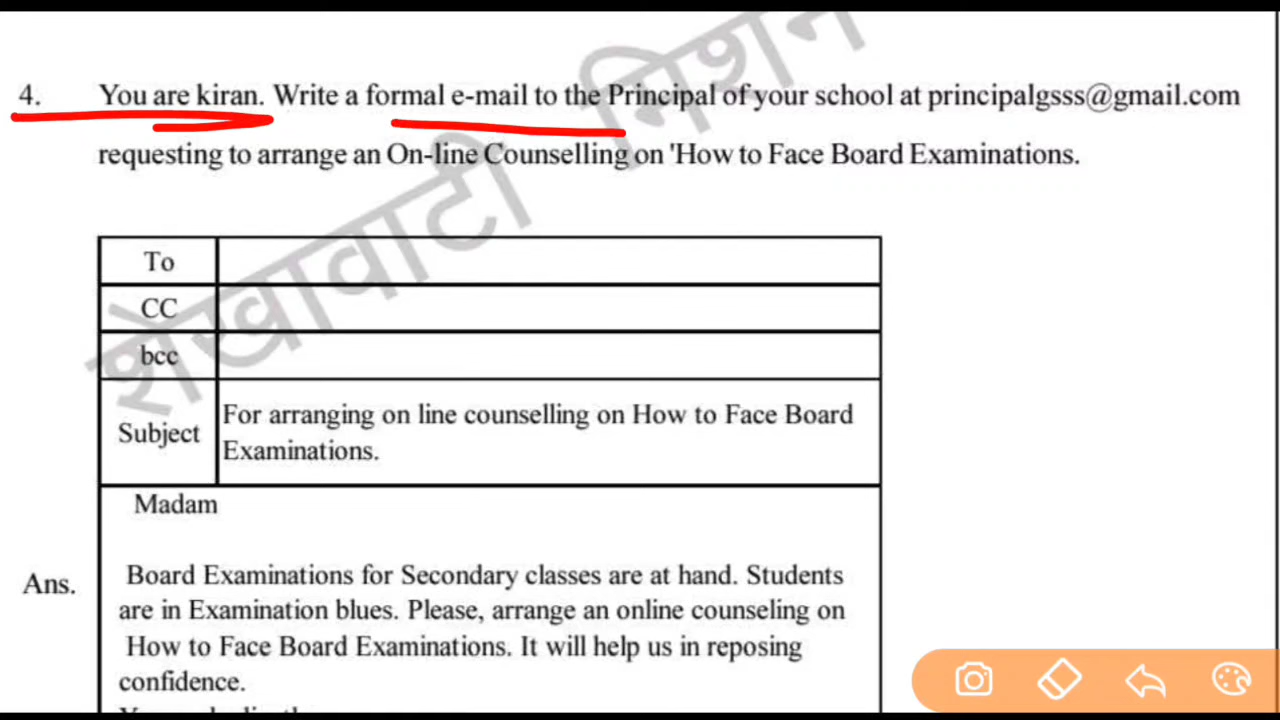 4. You are kiran. Write a formal e-mail to the Principal of your school at principalgsss@gmail.com
requesting to arrange an On-line Counselling on 'How to Face Board Examinations.
शेखावाटी मिशन
To
CC
bcc
Subject For arranging on line counselling on How to Face Board
Examinations.
Madam
Ans. Board Examinations for Secondary classes are at hand. Students
are in Examination blues. Please, arrange an online counseling on
How to Face Board Examinations. It will help us in reposing
confidence.